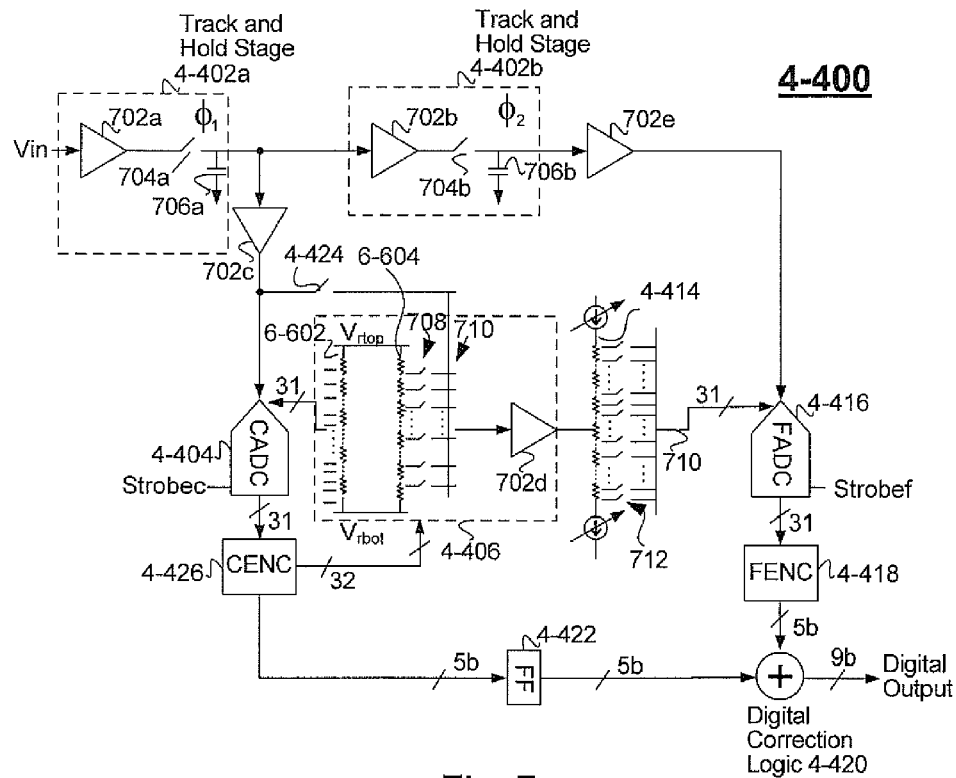 Track and
Hold Stage
4-402a
Track and
Hold Stage
4-402b
4-400
702a
ϕ1
702b
ϕ2
702e
Vin
704a
706a
704b
706b
702c
4-424
6-604
4-414
6-602
Vrtop
708
710
31
31
4-416
CADC
FADC
4-404
702d
710
Strobec
Strobef
31
Vrbot
4-406
712
31
4-426
CENC
32
FENC
4-418
4-422
5b
5b
FF
5b
+
9b
Digital
Output
Digital
Correction
Logic 4-420